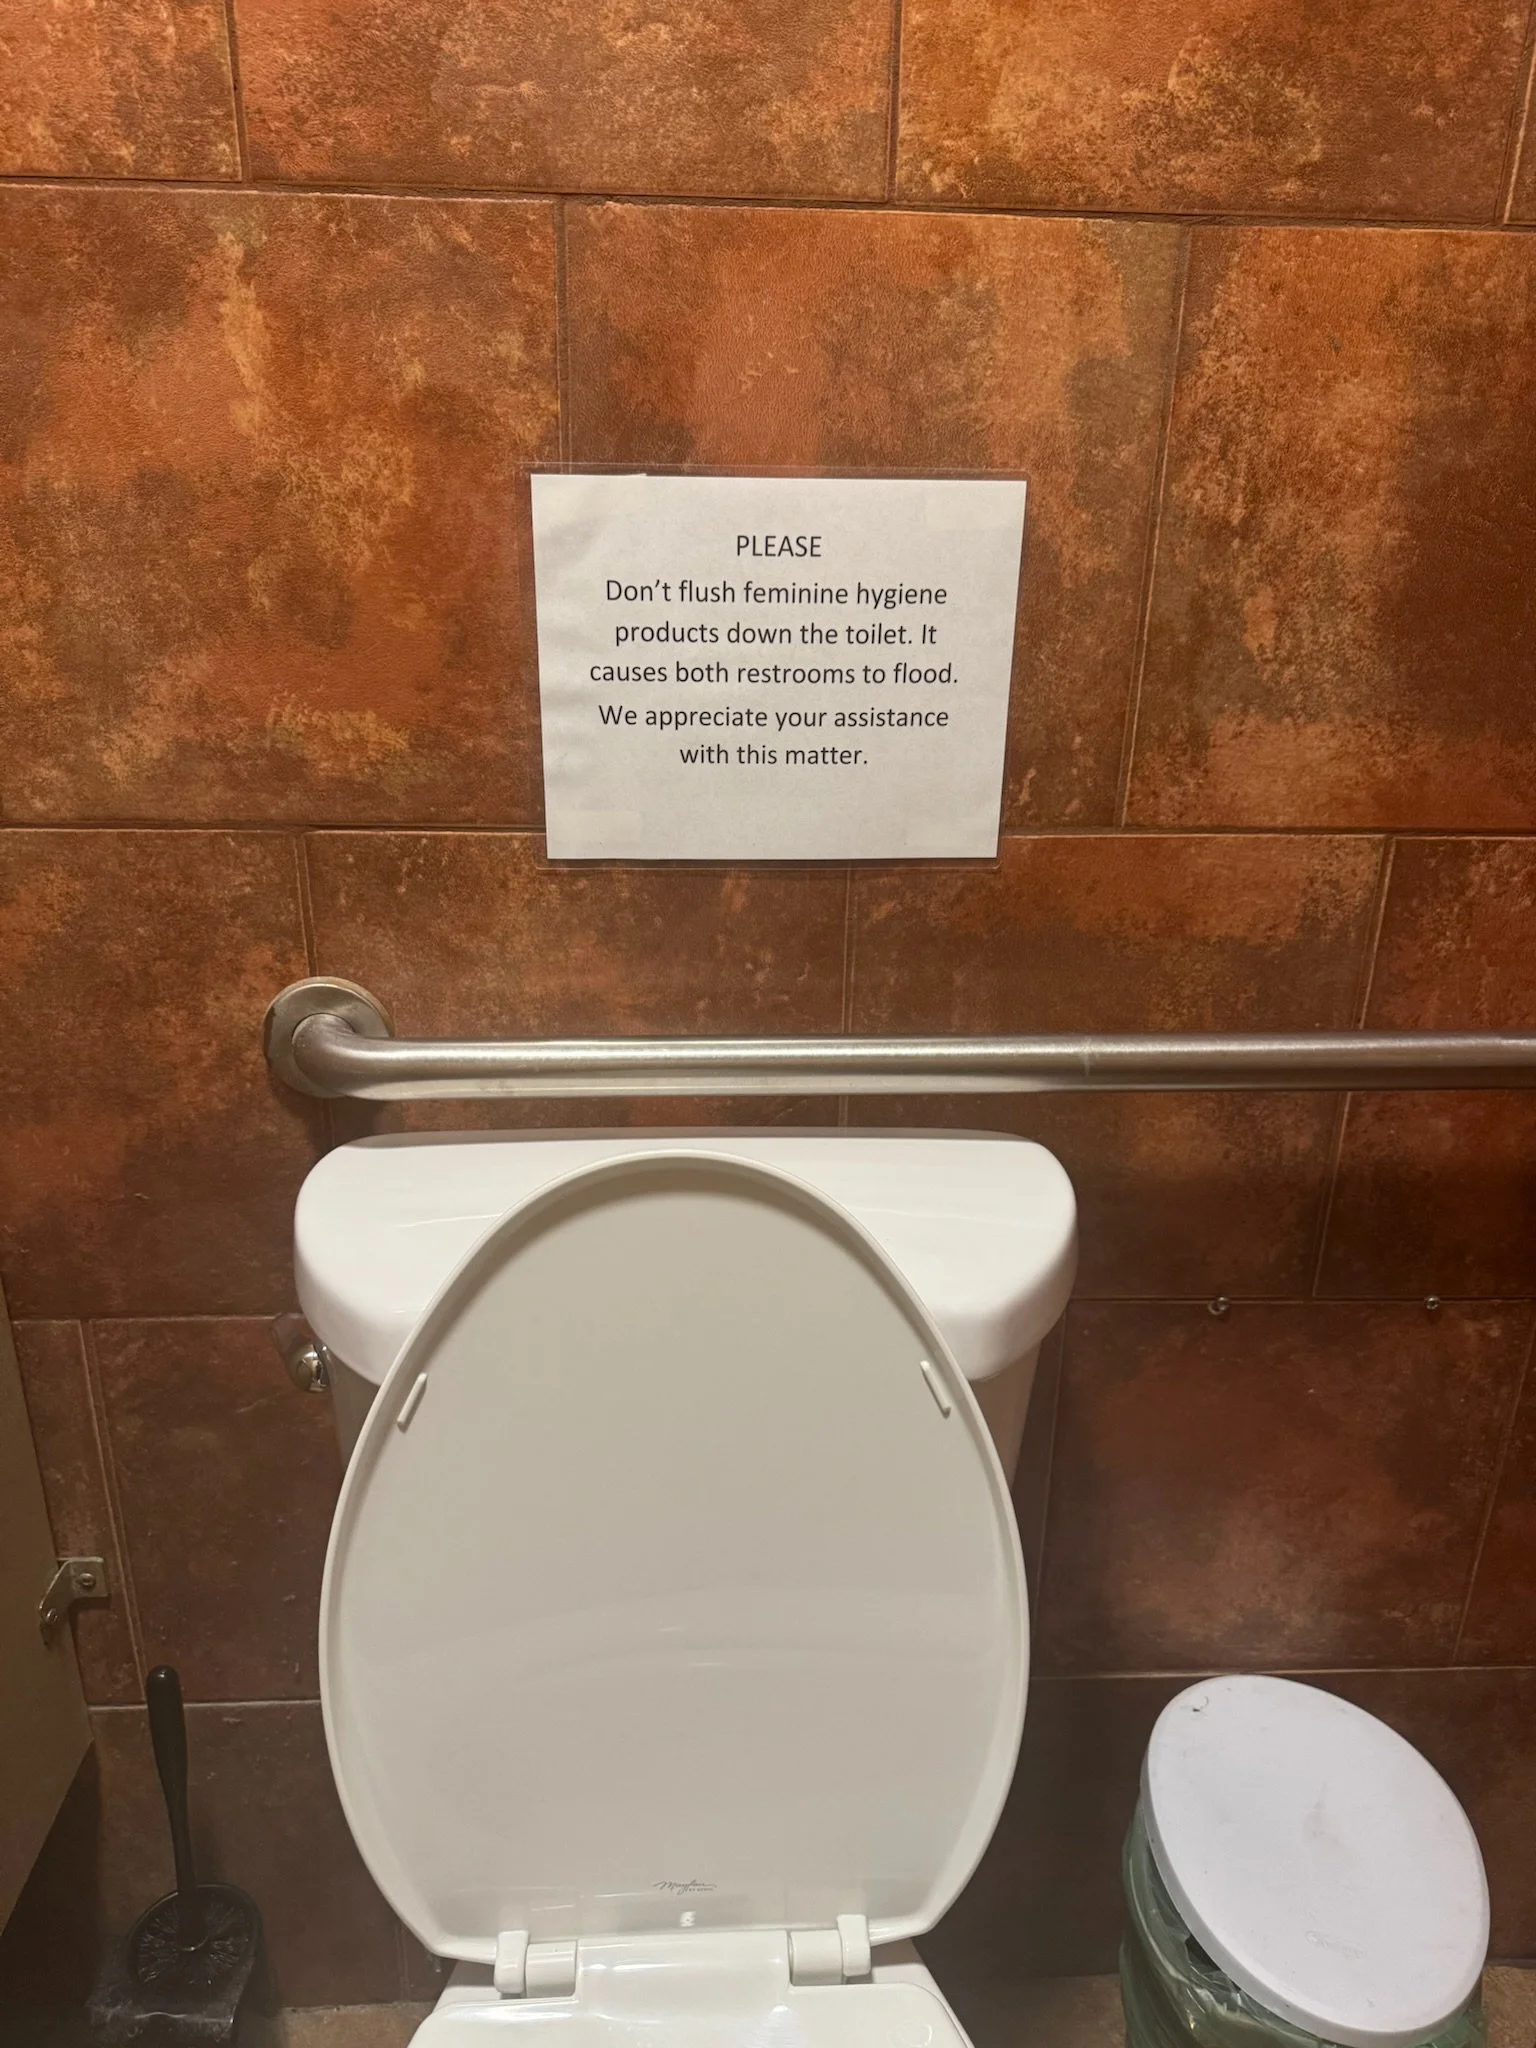 PLEASE
Don’t flush feminine hygiene
products down the toilet. It
causes both restrooms to flood.
We appreciate your assistance
with this matter.
Mayfair